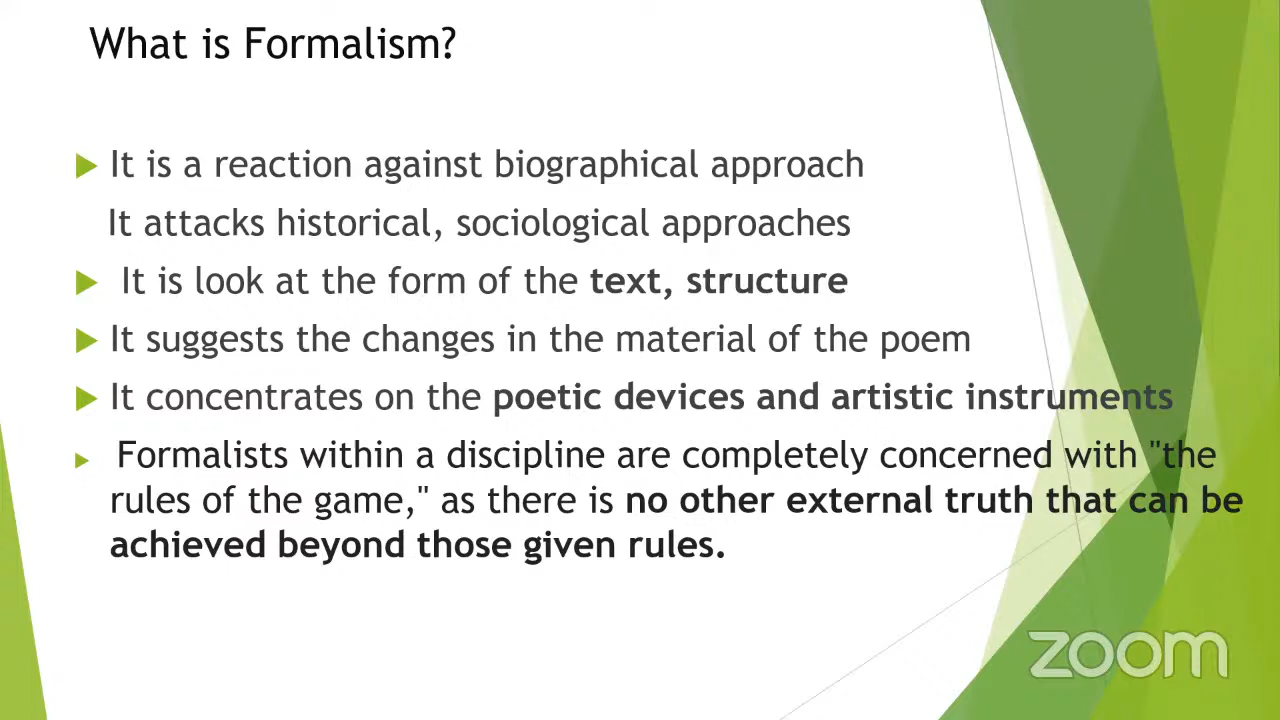 What is Formalism?
It is a reaction against biographical approach
It attacks historical, sociological approaches
It is look at the form of the text, structure
It suggests the changes in the material of the poem
It concentrates on the poetic devices and artistic instruments
Formalists within a discipline are completely concerned with "the
rules of the game," as there is no other external truth that can be
achieved beyond those given rules.
zoom